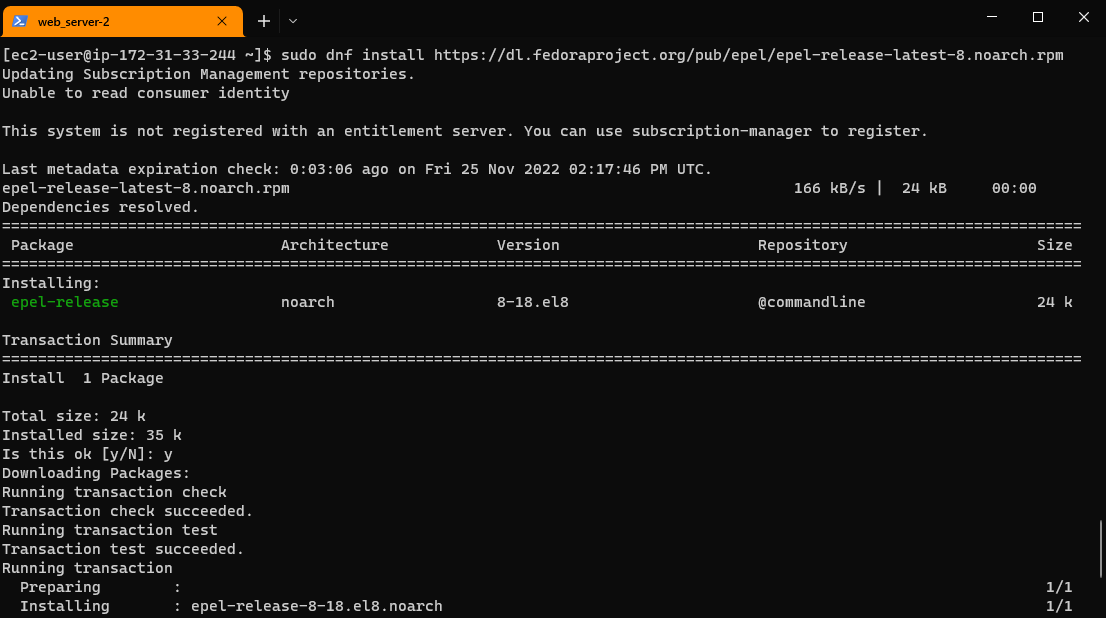 web_server-2
[ec2-user@ip-172-31-33-244 ~]$ sudo dnf install https://dl.fedoraproject.org/pub/epel/epel-release-latest-8.noarch.rpm
Updating Subscription Management repositories.
Unable to read consumer identity
This system is not registered with an entitlement server. You can use subscription-manager to register.
Last metadata expiration check: 0:03:06 ago on Fri 25 Nov 2022 02:17:46 PM UTC.
epel-release-latest-8.noarch.rpm 166 kB/s | 24 kB 00:00
Dependencies resolved.
========================================================================================================================
Package Architecture Version Repository Size
========================================================================================================================
Installing:
epel-release noarch 8-18.el8 @commandline 24 k
Transaction Summary
========================================================================================================================
Install 1 Package
Total size: 24 k
Installed size: 35 k
Is this ok [y/N]: y
Downloading Packages:
Running transaction check
Transaction check succeeded.
Running transaction test
Transaction test succeeded.
Running transaction
Preparing : 1/1
Installing : epel-release-8-18.el8.noarch 1/1